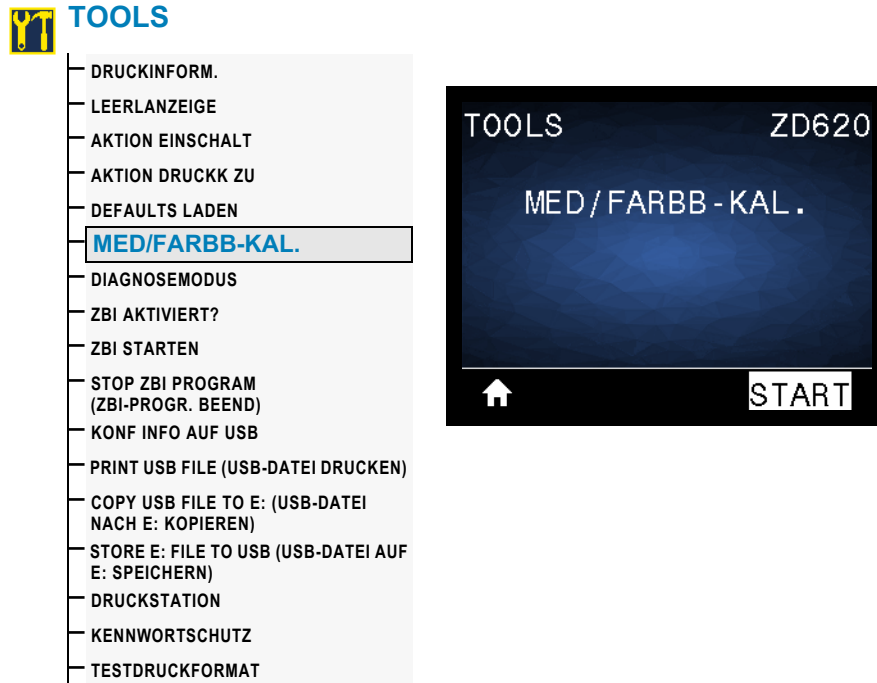 TOOLS
DRUCKINFORM.
LEERLANZEIGE
AKTION EINSCHALT
AKTION DRUCKK ZU
DEFAULTS LADEN
MED/FARBB-KAL.
DIAGNOSEMODUS
ZBI AKTIVIERT?
ZBI STARTEN
STOP ZBI PROGRAM
(ZBI-PROGR. BEEND)
KONF INFO AUF USB
PRINT USB FILE (USB-DATEI DRUCKEN)
COPY USB FILE TO E: (USB-DATEI
NACH E: KOPIEREN)
STORE E: FILE TO USB (USB-DATEI AUF
E: SPEICHERN)
DRUCKSTATION
KENNWORTSCHUTZ
TESTDRUCKFORMAT
TOOLS ZD620
MED/FARBB-KAL.
START